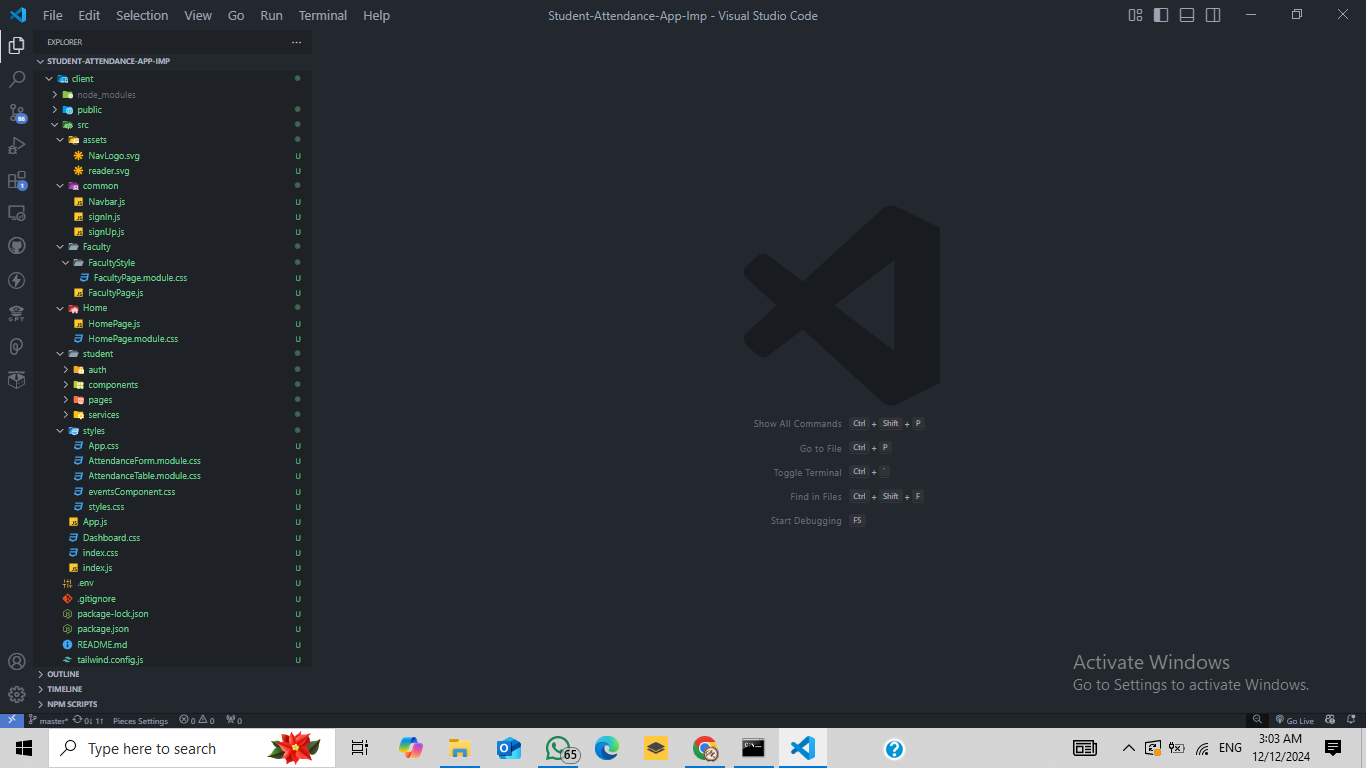 File Edit Selection View Go Run Terminal Help Student-Attendance-App-Imp - Visual Studio Code
EXPLORER
STUDENT-ATTENDANCE-APP-IMP
client
node_modules
public
src
assets
NavLogo.svg U
reader.svg U
common
Navbar.js U
signIn.js U
signUp.js U
Faculty
FacultyStyle
FacultyPage.module.css U
FacultyPage.js U
Home
HomePage.js U
HomePage.module.css U
student
auth
components
pages
services
styles
App.css U
AttendanceForm.module.css U
AttendanceTable.module.css U
eventsComponent.css U
styles.css U
App.js U
Dashboard.css U
index.css U
index.js U
.env U
.gitignore U
package-lock.json U
package.json U
README.md U
tailwind.config.js U
OUTLINE
TIMELINE
NPM SCRIPTS
86
1
GPT
Show All Commands Ctrl + Shift + P
Go to File Ctrl + P
Toggle Terminal Ctrl + `
Find in Files Ctrl + Shift + F
Start Debugging F5
Activate Windows
Go to Settings to activate Windows.
master* 0↓ 1↑ Pieces Settings 0 0 0 Go Live
Type here to search 65 ENG 3:03 AM
12/12/2024